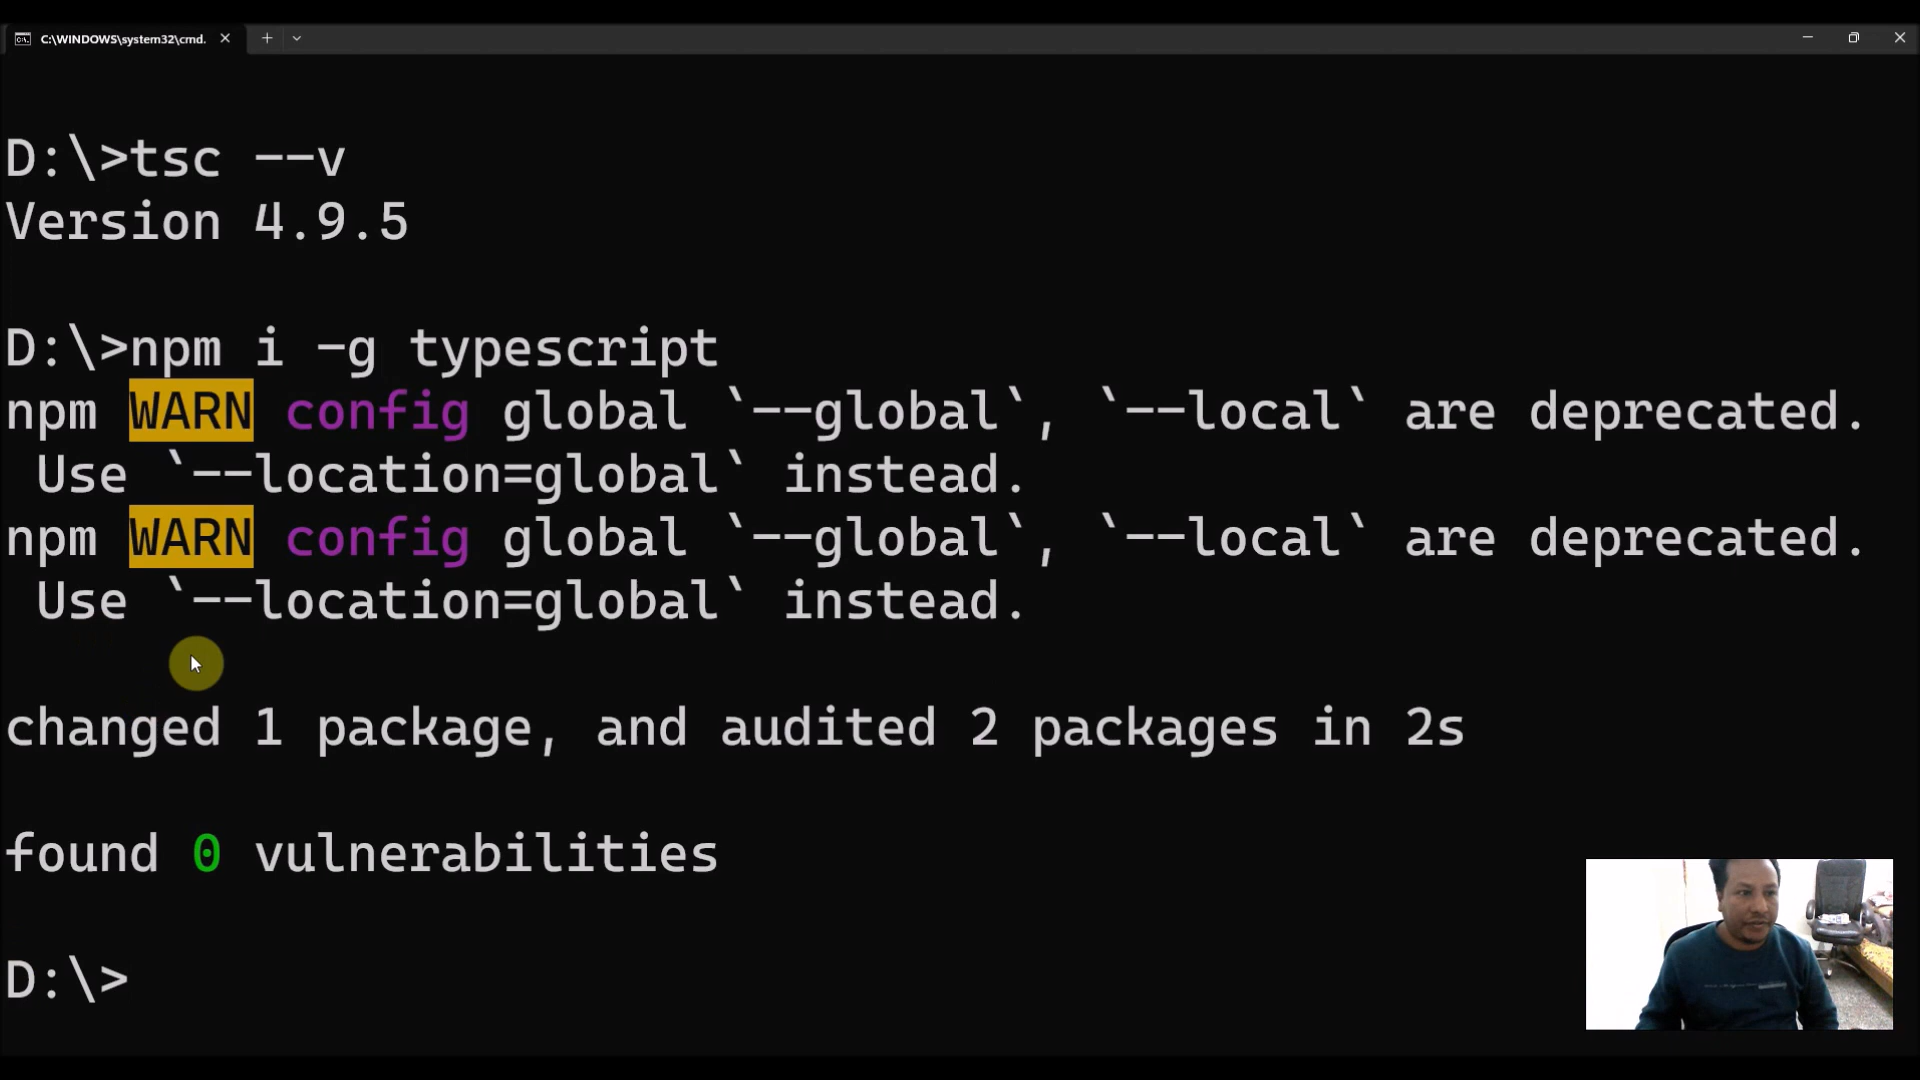 C:\WINDOWS\system32\cmd.
D:\>tsc --v
Version 4.9.5
D:\>npm i -g typescript
npm WARN config global `--global`, `--local` are deprecated.
 Use `--location=global` instead.
npm WARN config global `--global`, `--local` are deprecated.
 Use `--location=global` instead.
changed 1 package, and audited 2 packages in 2s
found 0 vulnerabilities
D:\>